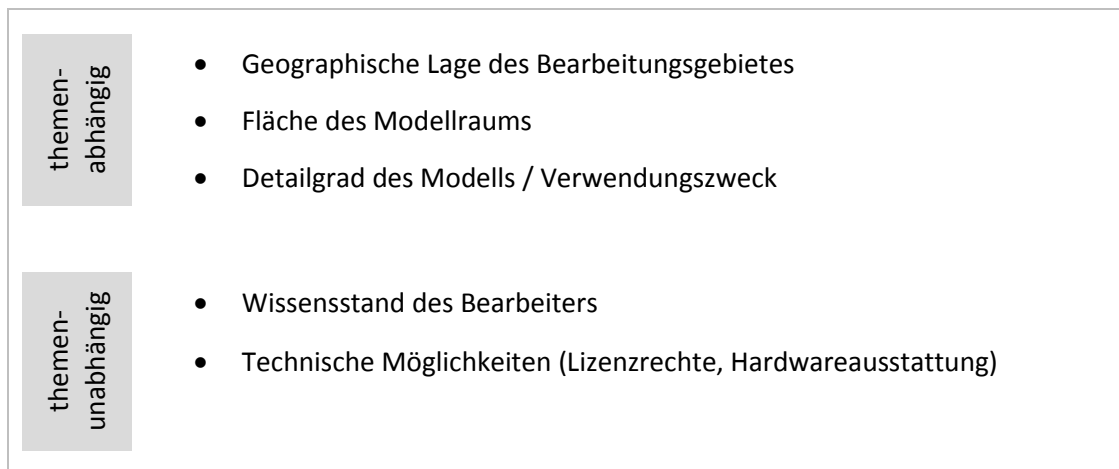 themen-
abhängig
• Geographische Lage des Bearbeitungsgebietes
• Fläche des Modellraums
• Detailgrad des Modells / Verwendungszweck
themen-
unabhängig
• Wissensstand des Bearbeiters
• Technische Möglichkeiten (Lizenzrechte, Hardwareausstattung)